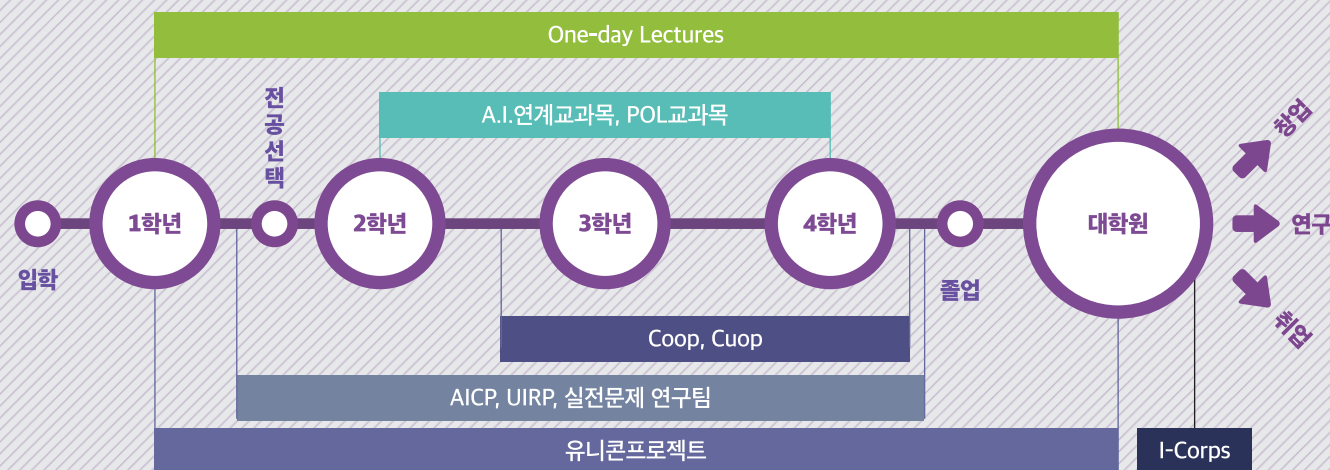 One-day Lectures
A.I.연계교과목, POL교과목
전공선택
입학
1학년
2학년
3학년
4학년
졸업
대학원
창업
연구
취업
Coop, Cuop
AICP, UIRP, 실전문제 연구팀
유니콘프로젝트
I-Corps